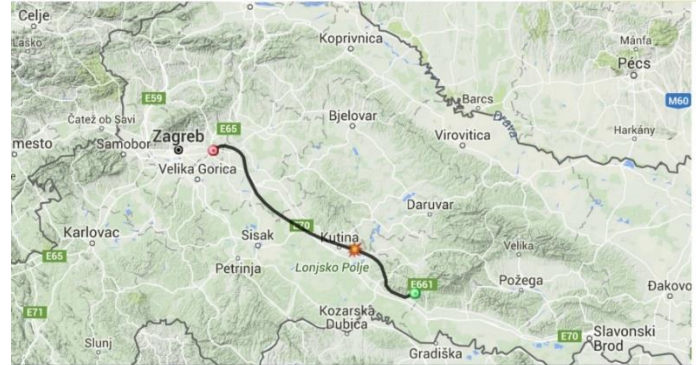 Celje
Laško
Koprivnica
Mánfa
Pécs
M60
E59
Barcs
Drava
Čatež ob Savi
Zagreb
E65
Bjelovar
Virovitica
Harkány
mesto
Samobor
Velika Gorica
Daruvar
Karlovac
E70
Sisak
Kutina
Velika
E65
Petrinja
Lonjsko Polje
E661
Požega
Đakovo
E71
Kozarska
Dubica
Slunj
Gradiška
E70
Slavonski
Brod